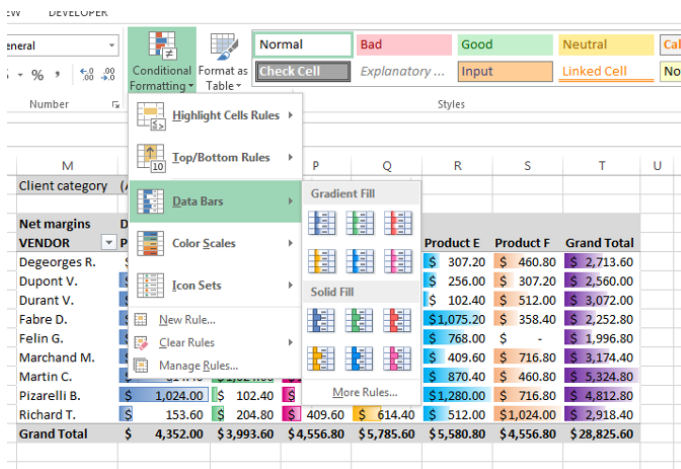 EW DEVELOPER
eneral
Conditional Formatting
Format as Table
Normal Bad Good Neutral
Check Cell Explanatory ... Input Linked Cell
Number Styles
Highlight Cells Rules
Top/Bottom Rules
Data Bars
Color Scales
Icon Sets
New Rule...
Clear Rules
Manage Rules...
Gradient Fill
Solid Fill
More Rules...
M P Q R S T U
Client category
Net margins
VENDOR Product E Product F Grand Total
Degeorges R. $ 307.20 $ 460.80 $ 2,713.60
Dupont V. $ 256.00 $ 307.20 $ 2,560.00
Durant V. $ 102.40 $ 512.00 $ 3,072.00
Fabre D. $1,075.20 $ 358.40 $ 2,252.80
Felin G. $ 768.00 $ - $ 1,996.80
Marchand M. $ 409.60 $ 716.80 $ 3,174.40
Martin C. $ 870.40 $ 460.80 $ 5,324.80
Pizarelli B. $ 1,024.00 $ 102.40 $ $1,280.00 $ 716.80 $ 4,812.80
Richard T. $ 153.60 $ 204.80 $ 409.60 $ 614.40 $ 512.00 $1,024.00 $ 2,918.40
Grand Total $ 4,352.00 $3,993.60 $4,556.80 $5,785.60 $5,580.80 $4,556.80 $28,825.60